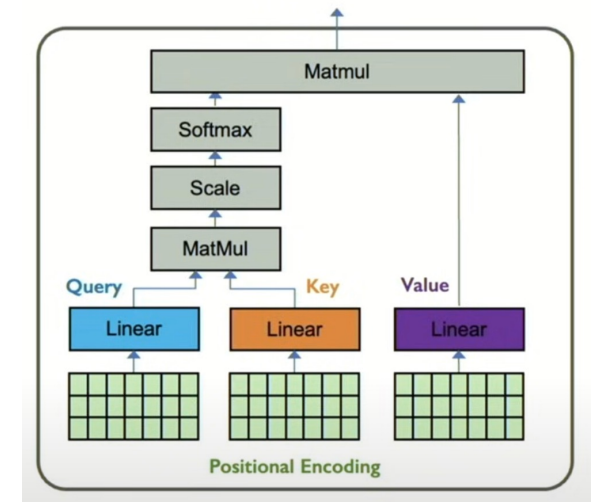 Matmul
Softmax
Scale
MatMul
Query
Key
Value
Linear
Linear
Linear
Positional Encoding